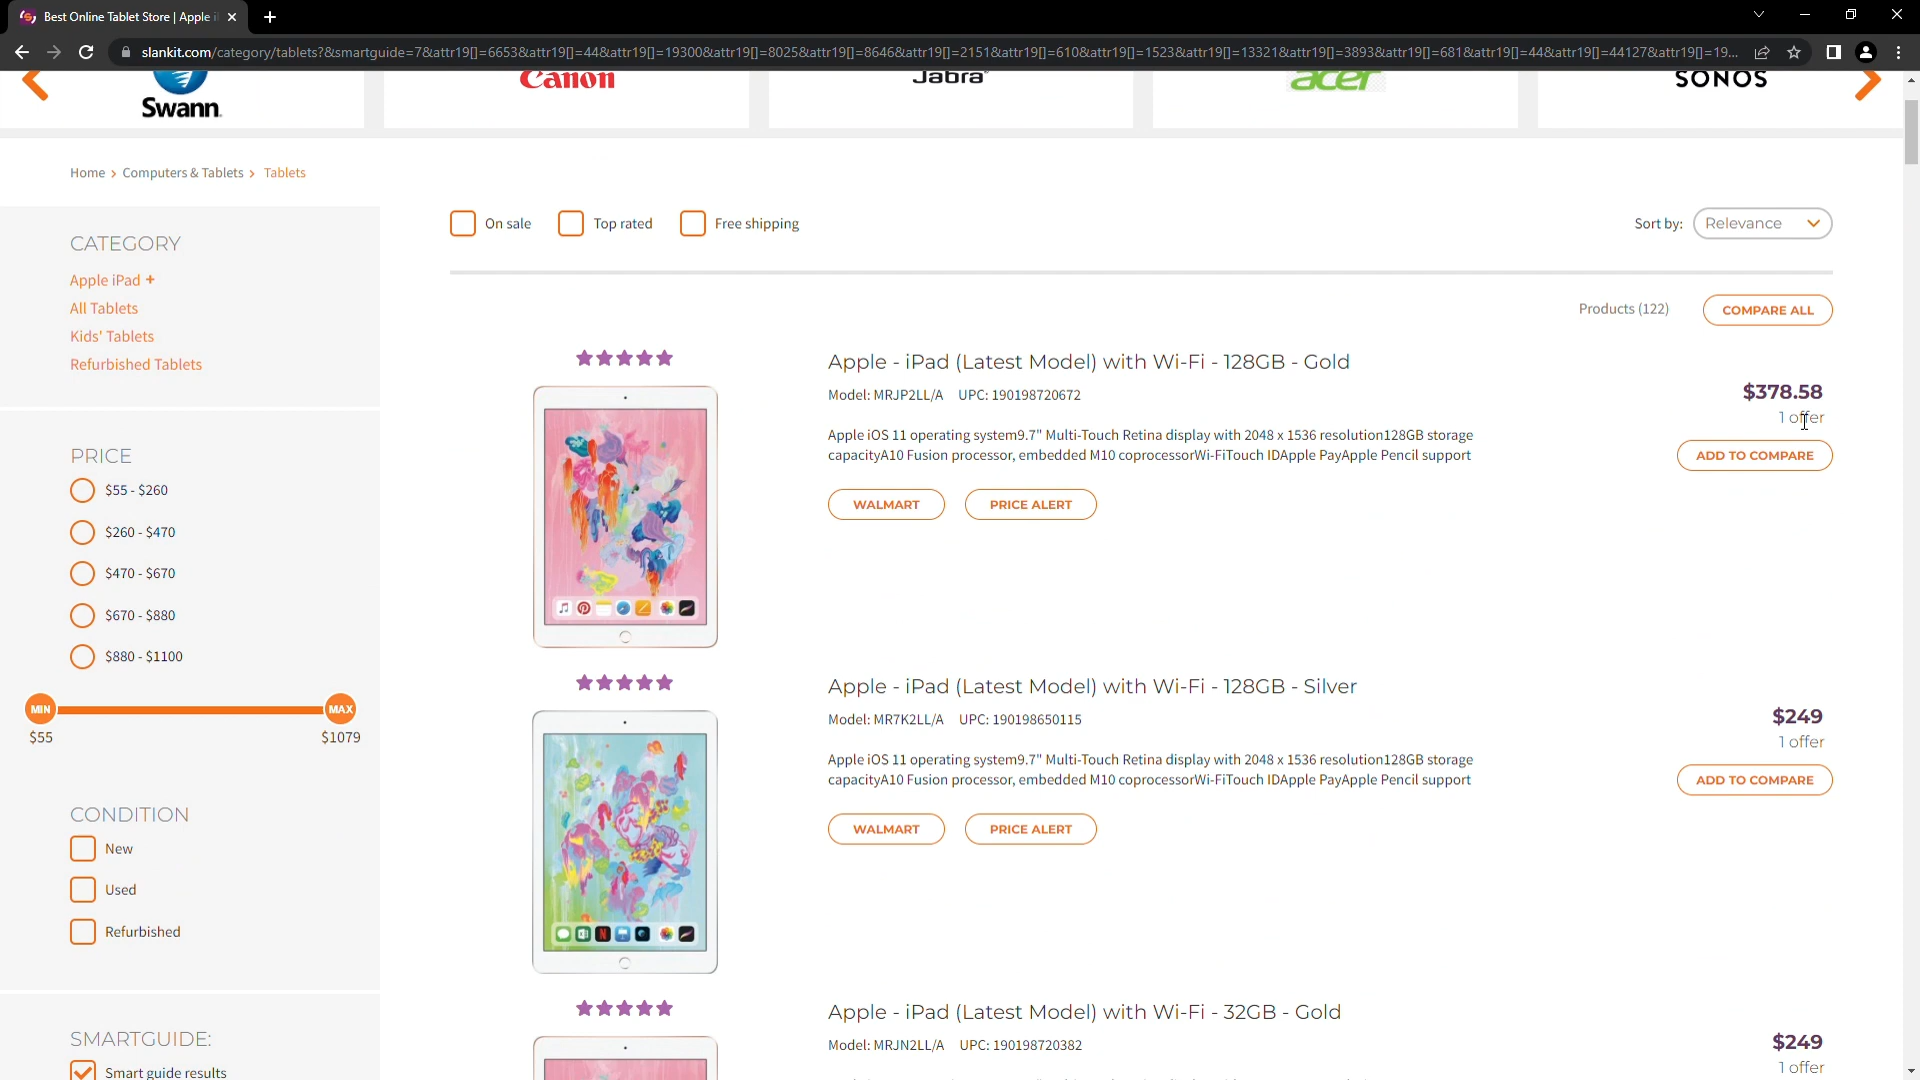 Best Online Tablet Store | Apple i
slankit.com/category/tablets?&smartguide=7&attr19[]=6653&attr19[]=44&attr19[]=19300&attr19[]=8025&attr19[]=8646&attr19[]=2151&attr19[]=610&attr19[]=1523&attr19[]=13321&attr19[]=3893&attr19[]=681&attr19[]=44&attr19[]=44127&attr19[]=19...
Swann.
Canon
Jabra
acer
SONOS
Home > Computers & Tablets > Tablets
On sale
Top rated
Free shipping
Sort by:
Relevance
CATEGORY
Apple iPad +
All Tablets
Kids' Tablets
Refurbished Tablets
PRICE
$55 - $260
$260 - $470
$470 - $670
$670 - $880
$880 - $1100
MIN
MAX
$55
$1079
CONDITION
New
Used
Refurbished
SMARTGUIDE:
Smart guide results
Products (122)
COMPARE ALL
Apple - iPad (Latest Model) with Wi-Fi - 128GB - Gold
Model: MRJP2LL/A UPC: 190198720672
Apple iOS 11 operating system9.7" Multi-Touch Retina display with 2048 x 1536 resolution128GB storage
capacityA10 Fusion processor, embedded M10 coprocessorWi-FiTouch IDApple PayApple Pencil support
WALMART
PRICE ALERT
$378.58
1 offer
ADD TO COMPARE
Apple - iPad (Latest Model) with Wi-Fi - 128GB - Silver
Model: MR7K2LL/A UPC: 190198650115
Apple iOS 11 operating system9.7" Multi-Touch Retina display with 2048 x 1536 resolution128GB storage
capacityA10 Fusion processor, embedded M10 coprocessorWi-FiTouch IDApple PayApple Pencil support
WALMART
PRICE ALERT
$249
1 offer
ADD TO COMPARE
Apple - iPad (Latest Model) with Wi-Fi - 32GB - Gold
Model: MRJN2LL/A UPC: 190198720382
$249
1 offer